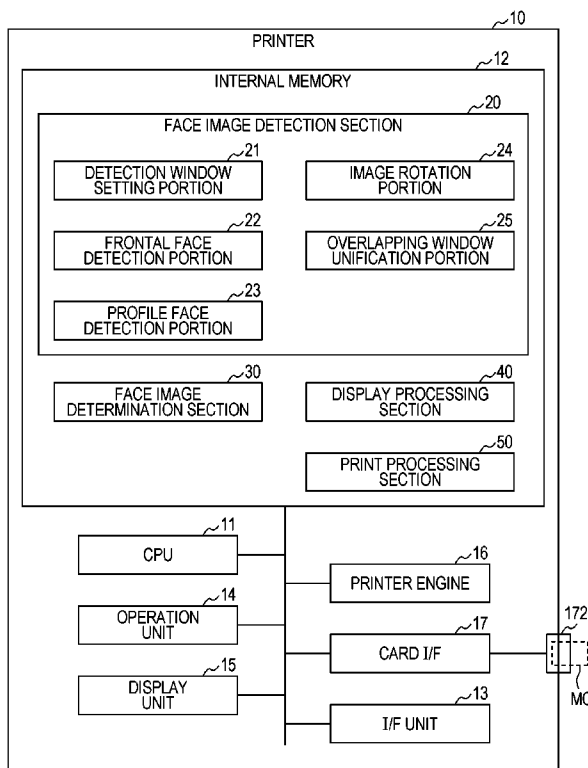 10
PRINTER
12
INTERNAL MEMORY
20
FACE IMAGE DETECTION SECTION
21
DETECTION WINDOW
SETTING PORTION
24
IMAGE ROTATION
PORTION
22
FRONTAL FACE
DETECTION PORTION
25
OVERLAPPING WINDOW
UNIFICATION PORTION
23
PROFILE FACE
DETECTION PORTION
30
FACE IMAGE
DETERMINATION SECTION
40
DISPLAY PROCESSING
SECTION
50
PRINT PROCESSING
SECTION
11
CPU
16
PRINTER ENGINE
14
OPERATION
UNIT
17
CARD I/F
172
MC
15
DISPLAY
UNIT
13
I/F UNIT